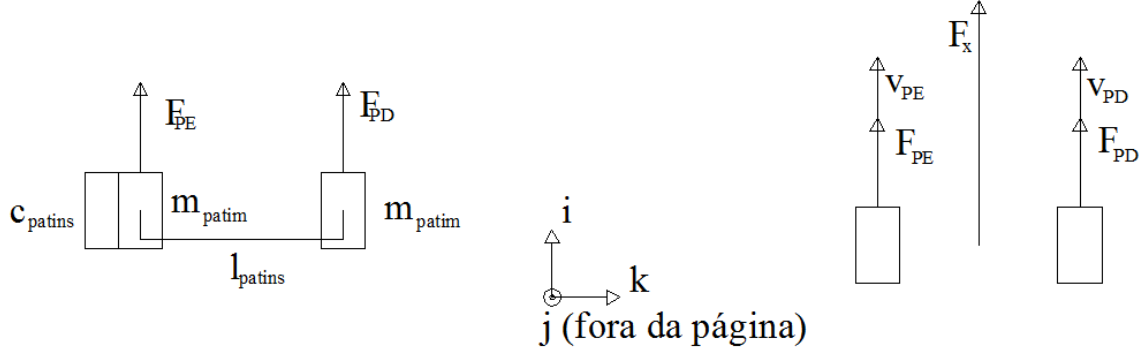 F_PE
F_PD
c_patins
m_patim
m_patim
l_patins
i
k
j (fora da página)
F_x
v_PE
v_PD
F_PE
F_PD